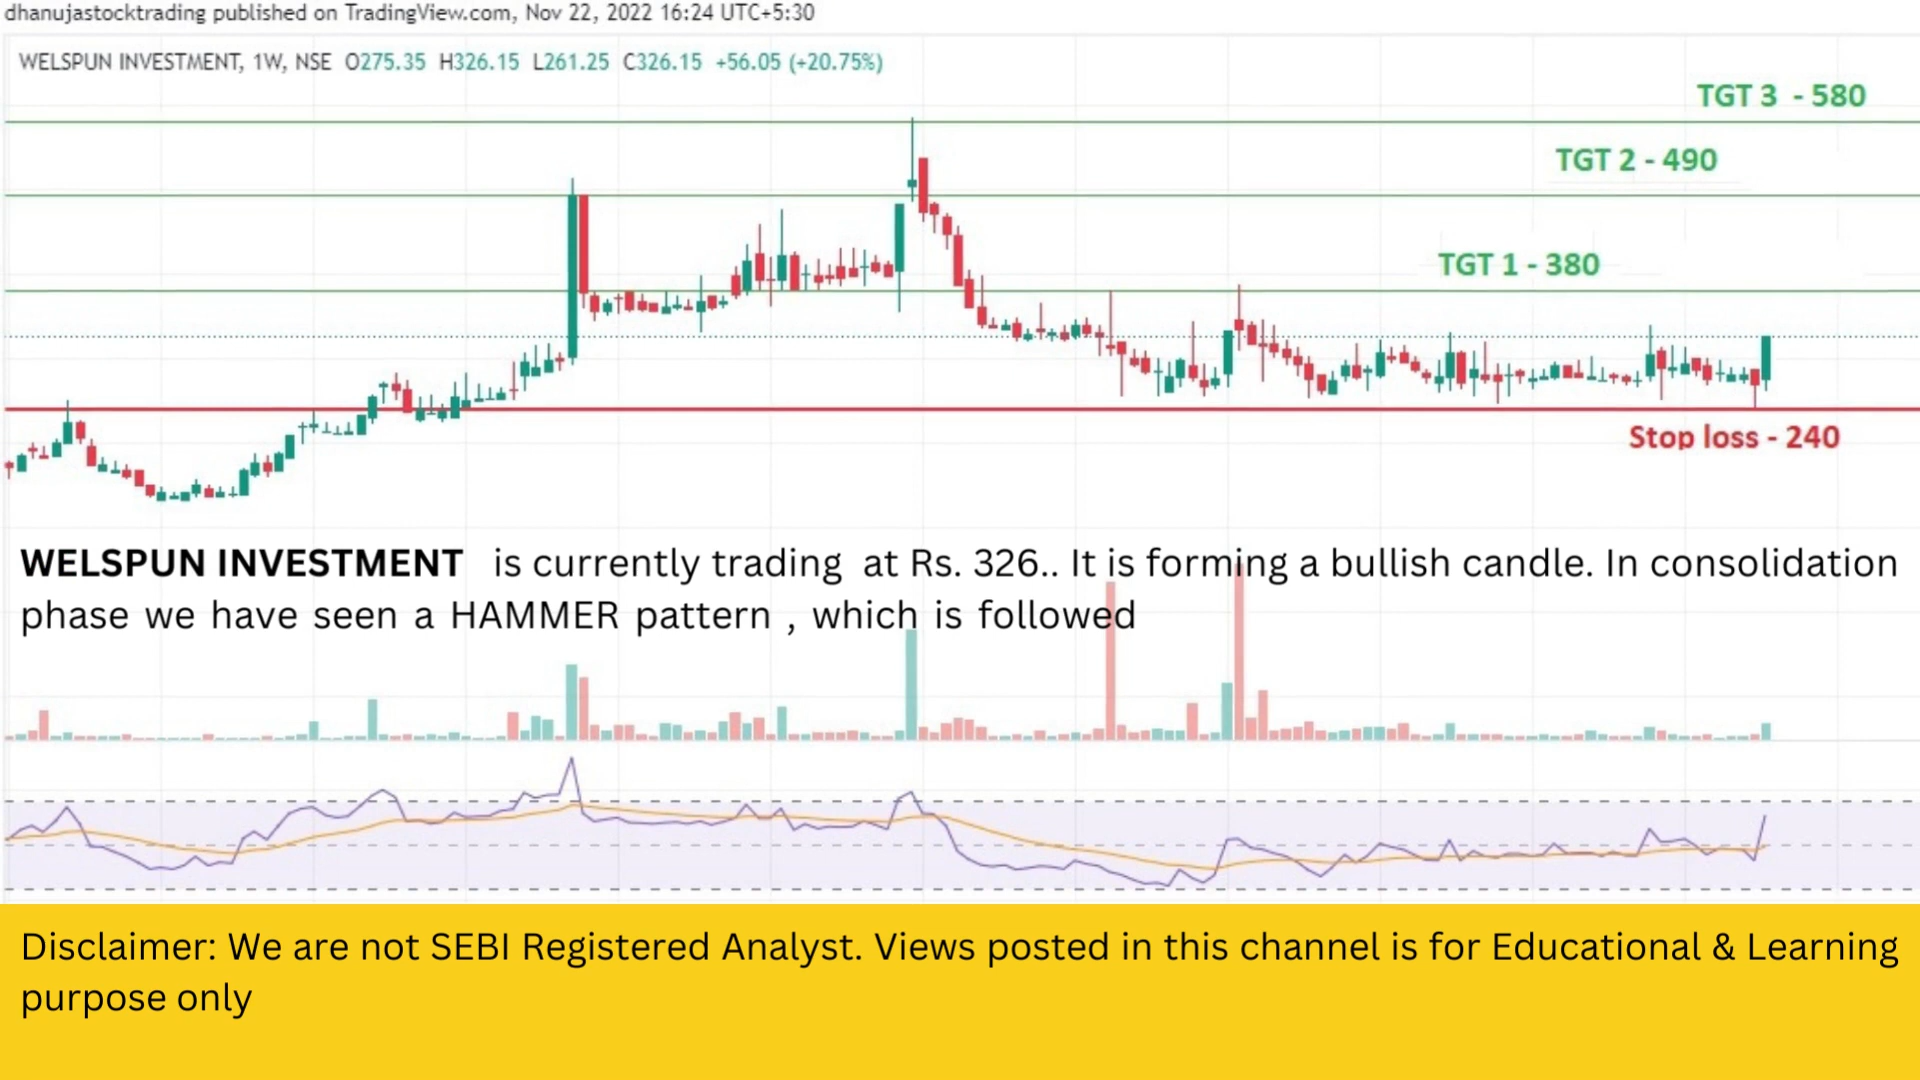 dhanujastocktrading published on TradingView.com, Nov 22, 2022 16:24 UTC+5:30
WELSPUN INVESTMENT, 1W, NSE O275.35 H326.15 L261.25 C326.15 +56.05 (+20.75%)
TGT 3 - 580
TGT 2 - 490
TGT 1 - 380
Stop loss - 240
WELSPUN INVESTMENT is currently trading at Rs. 326.. It is forming a bullish candle. In consolidation
phase we have seen a HAMMER pattern , which is followed
Disclaimer: We are not SEBI Registered Analyst. Views posted in this channel is for Educational & Learning
purpose only